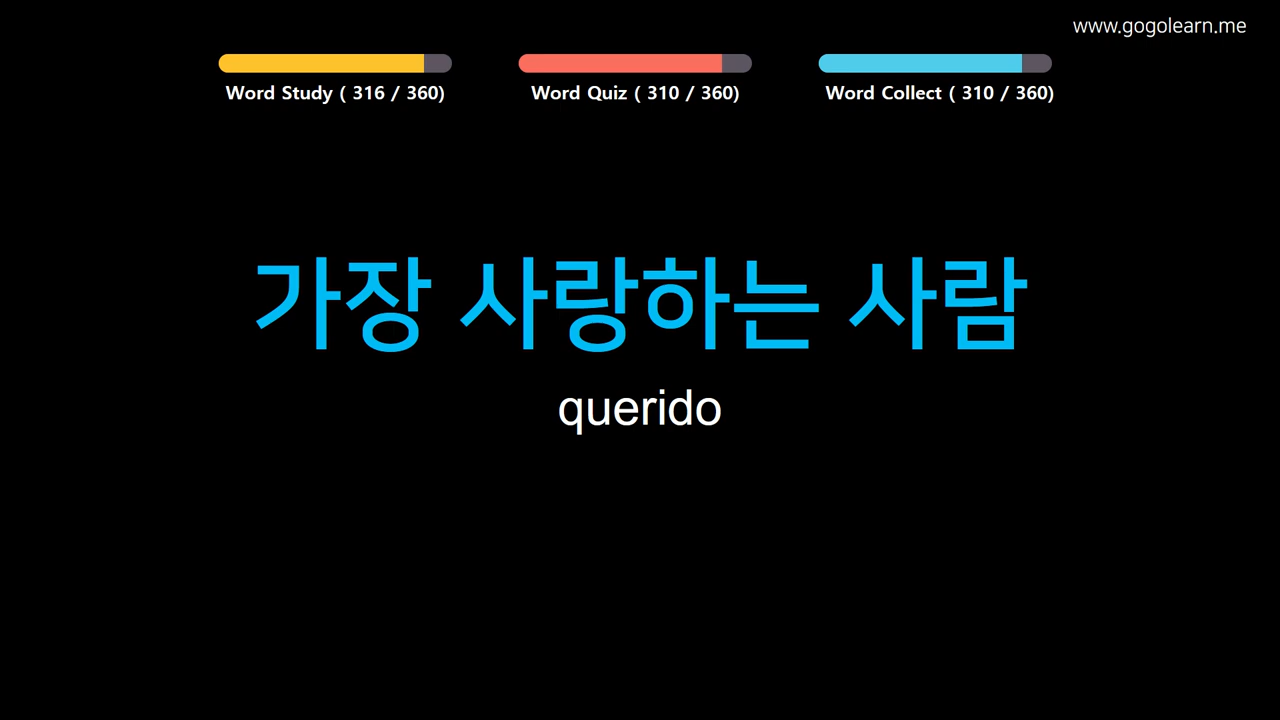 www.gogolearn.me
Word Study ( 316 / 360)
Word Quiz ( 310 / 360)
Word Collect ( 310 / 360)
가장 사랑하는 사람
querido